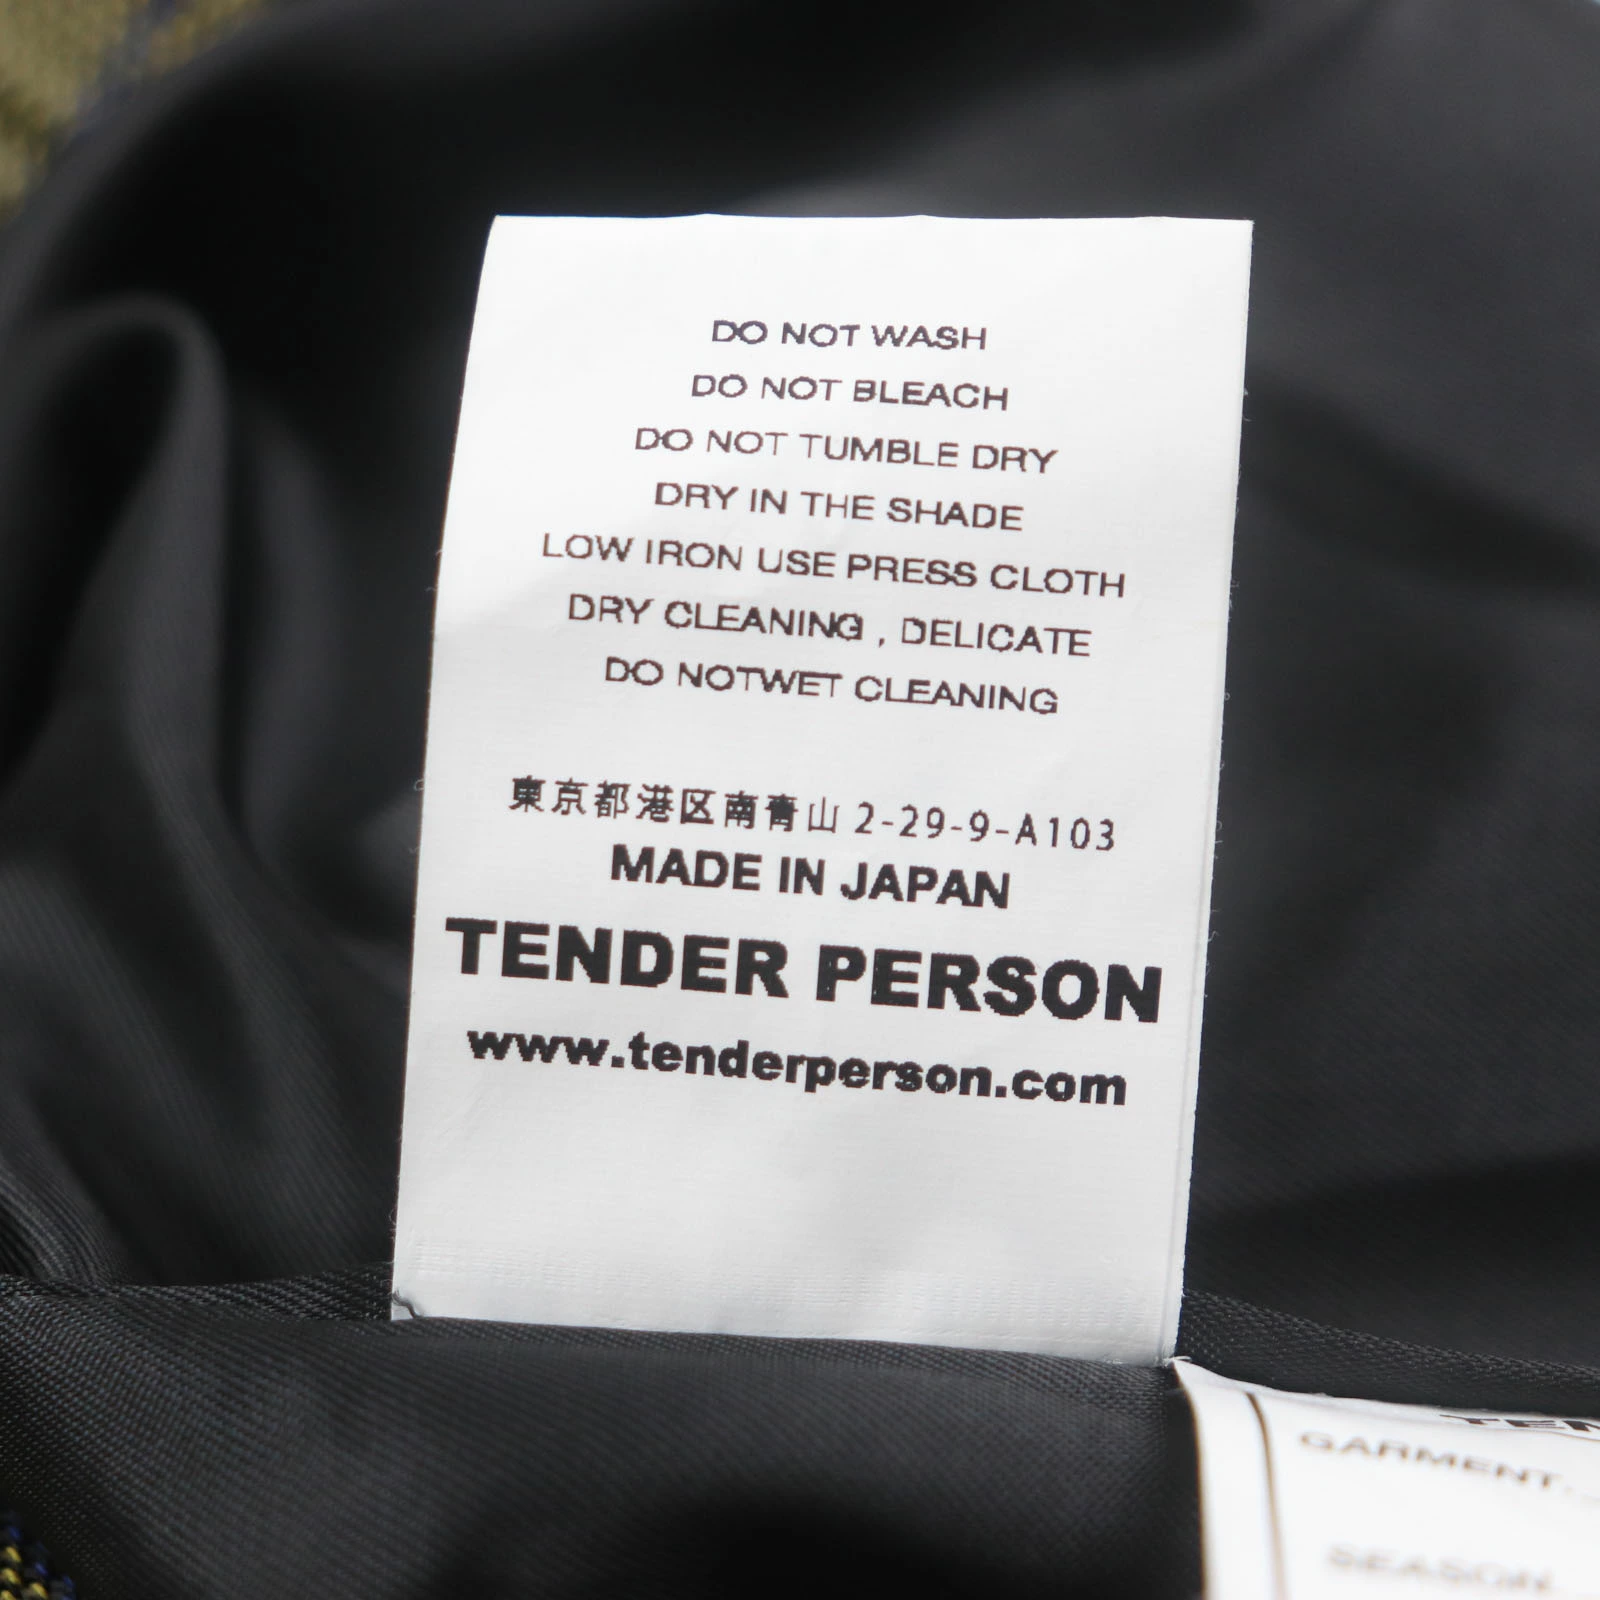 DO NOT WASH
DO NOT BLEACH
DO NOT TUMBLE DRY
DRY IN THE SHADE
LOW IRON USE PRESS CLOTH
DRY CLEANING , DELICATE
DO NOTWET CLEANING
東京都港区南青山 2-29-9-A103
MADE IN JAPAN
TENDER PERSON
www.tenderperson.com
GARMENT
SEASON